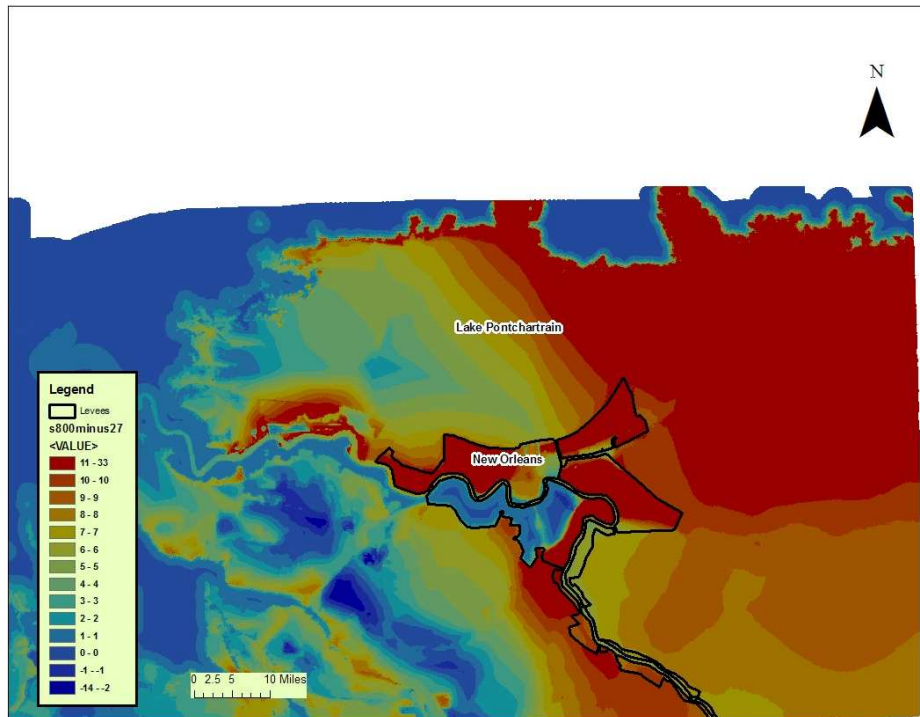 N
Lake Pontchartrain
New Orleans
Legend
Levees
s800minus27
<VALUE>
11 - 33
10 - 10
9 - 9
8 - 8
7 - 7
6 - 6
5 - 5
4 - 4
3 - 3
2 - 2
1 - 1
0 - 0
-1 - -1
-14 - -2
0 2.5 5 10 Miles